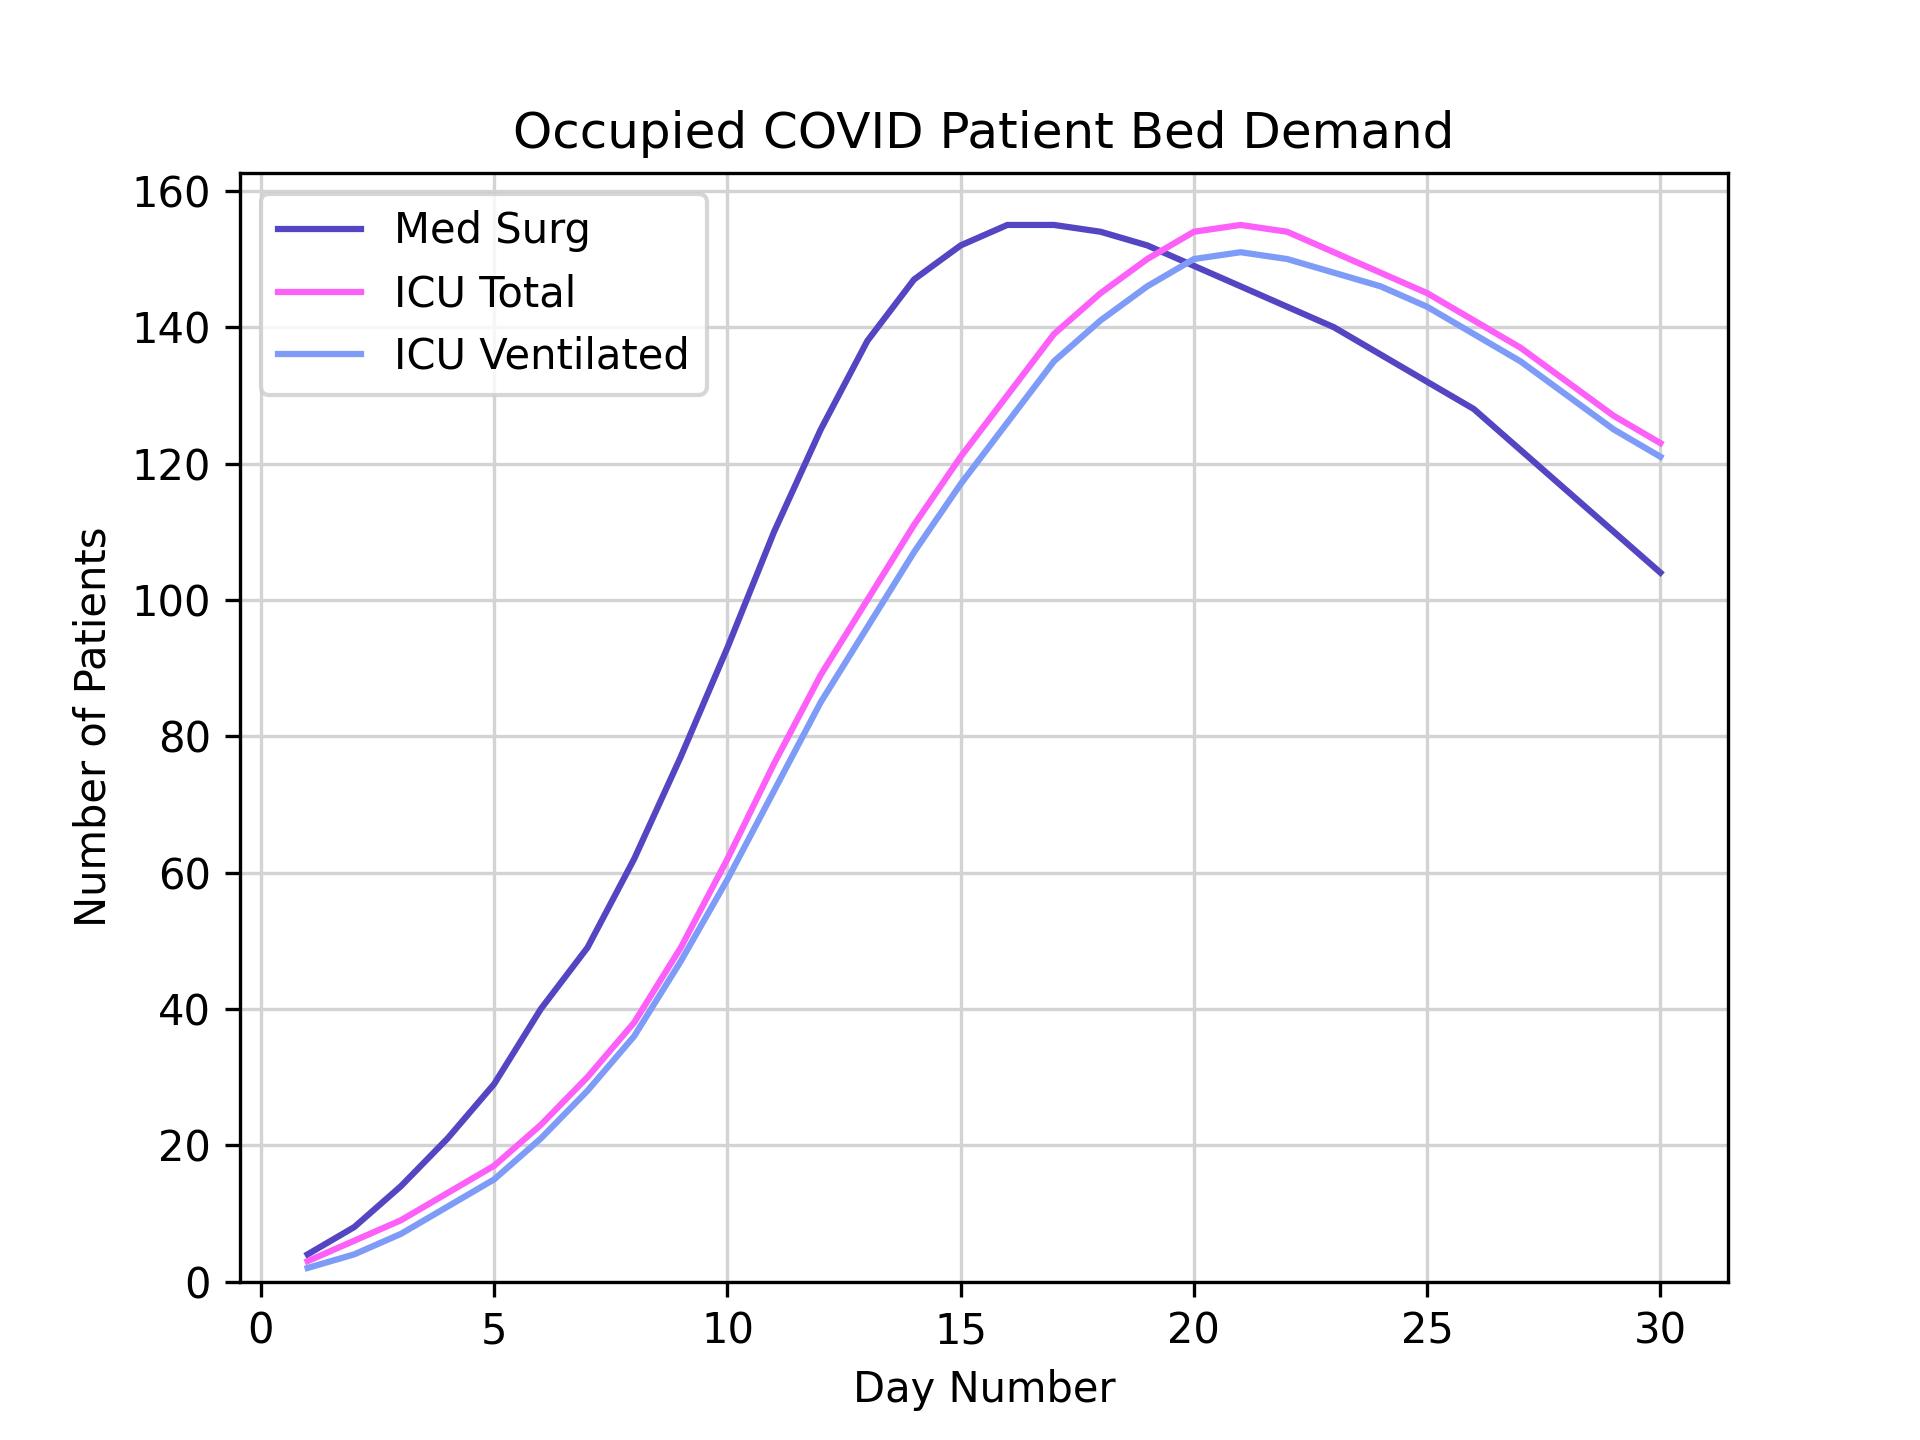 Occupied COVID Patient Bed Demand
160
140
120
100
80
60
40
20
0
Number of Patients
Med Surg
ICU Total
ICU Ventilated
0 5 10 15 20 25 30
Day Number